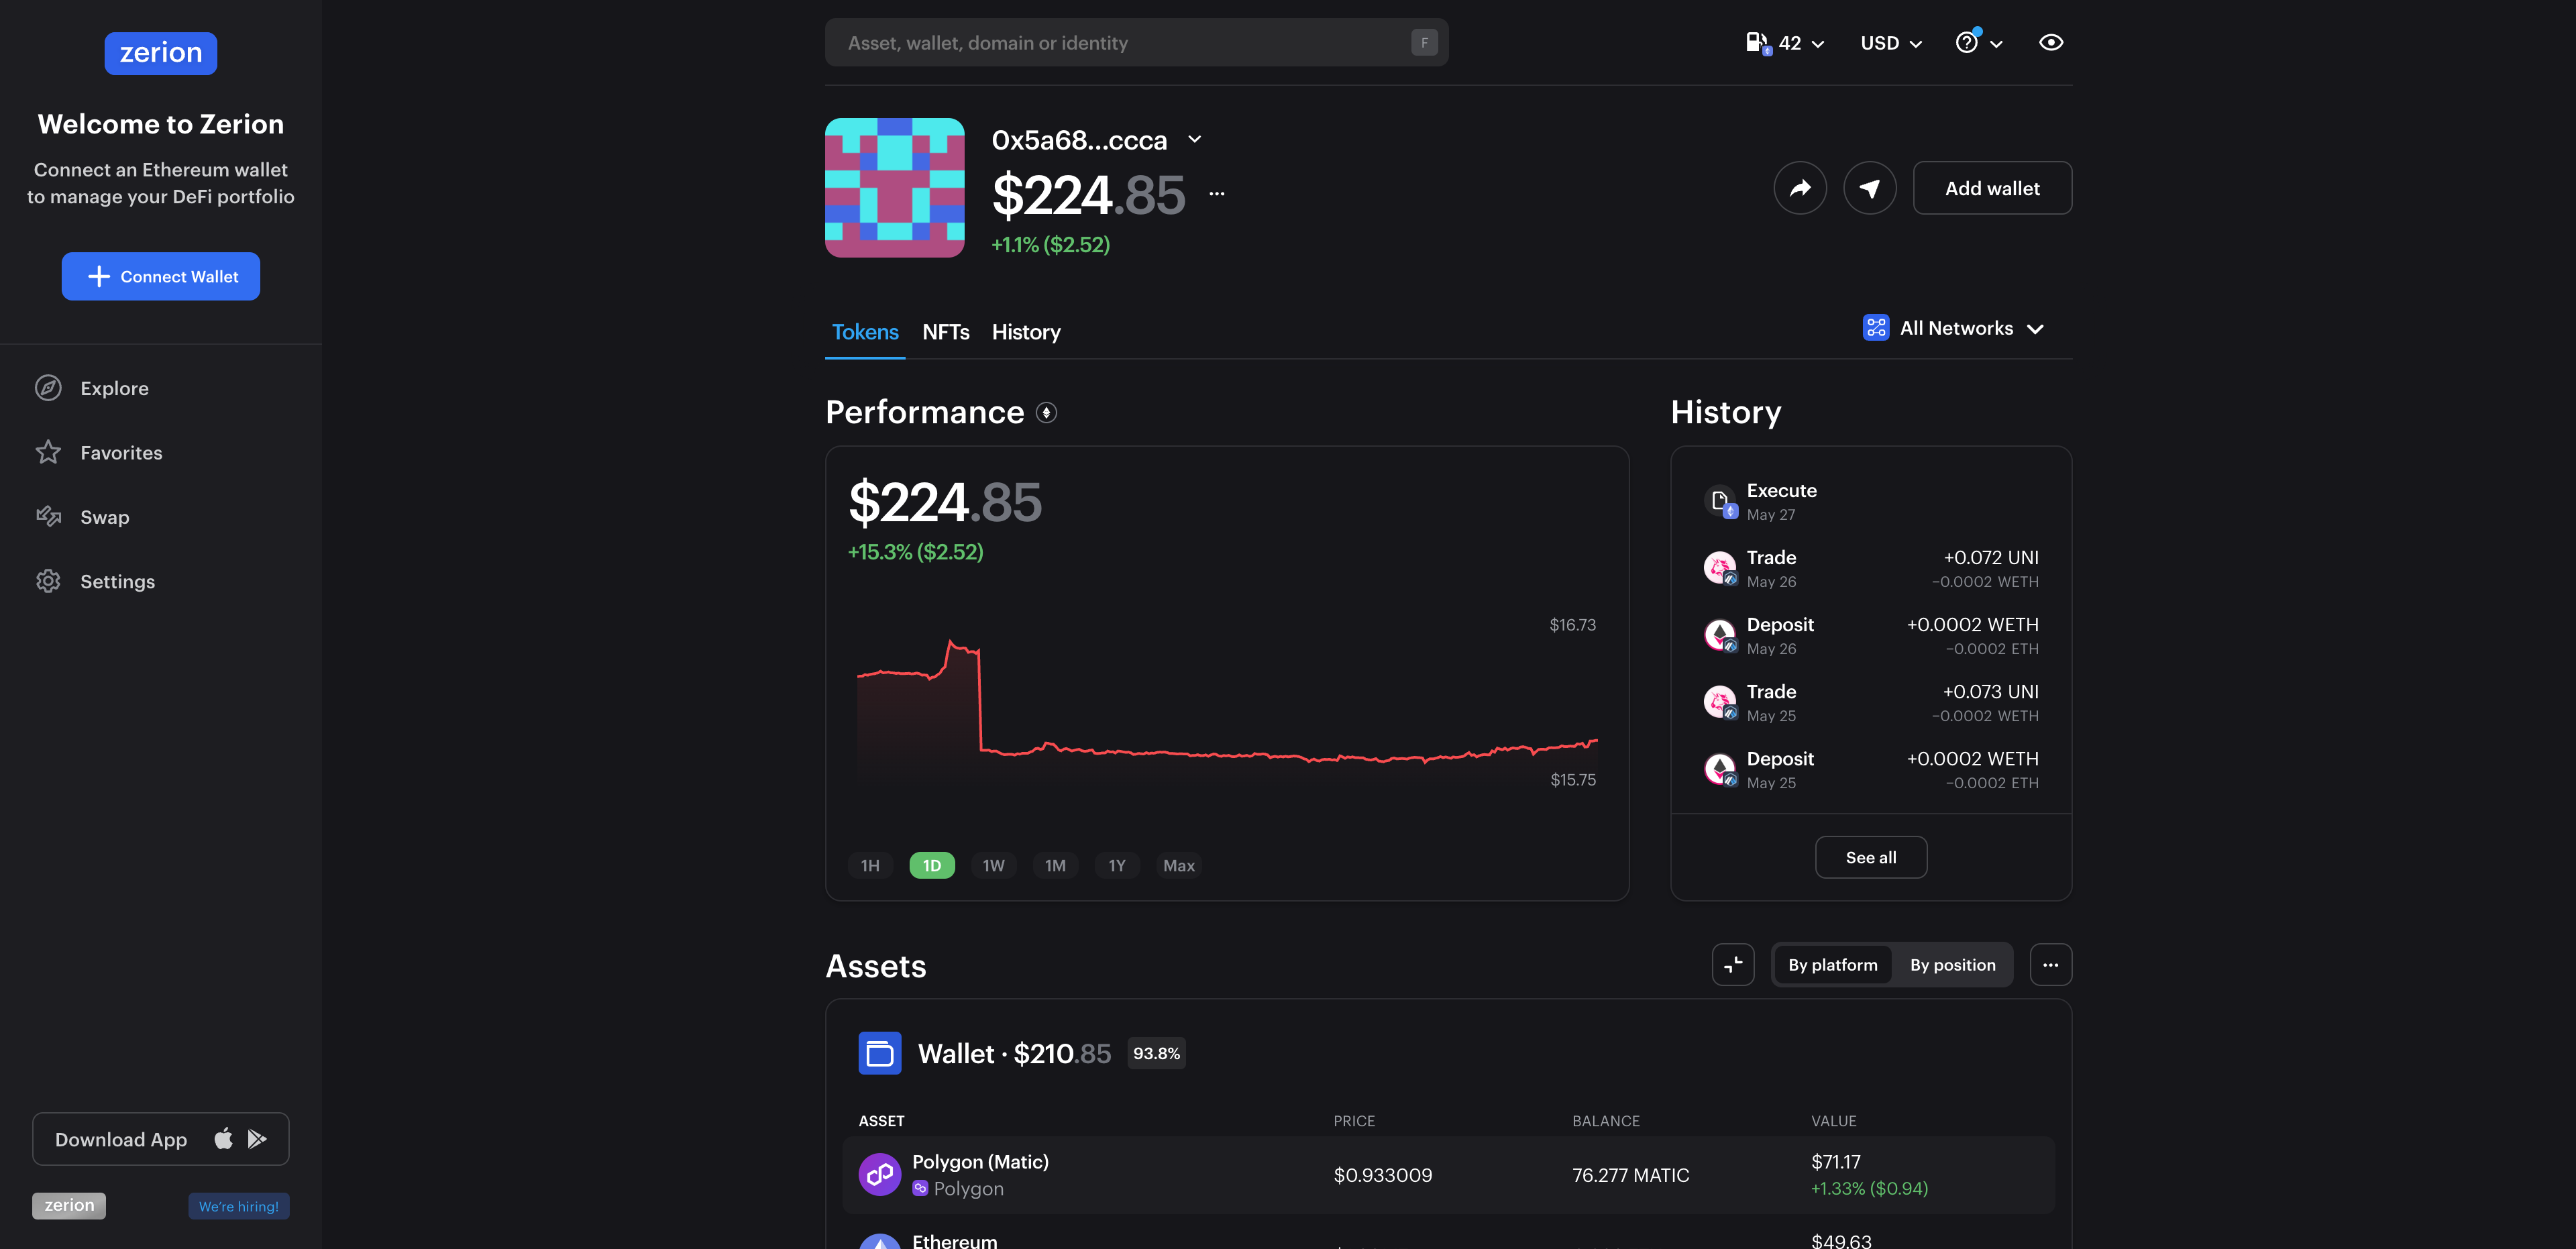 zerion
Welcome to Zerion
Connect an Ethereum wallet
to manage your DeFi portfolio
Connect Wallet
Explore
Favorites
Swap
Settings
Download App
zerion
We're hiring!
Asset, wallet, domain or identity
F
42
USD
0x5a68...ccca
$224.85
+1.1% ($2.52)
Add wallet
Tokens
NFTs
History
All Networks
Performance
$224.85
+15.3% ($2.52)
$16.73
$15.75
1H
1D
1W
1M
1Y
Max
History
Execute
May 27
Trade +0.072 UNI
May 26 −0.0002 WETH
Deposit +0.0002 WETH
May 26 −0.0002 ETH
Trade +0.073 UNI
May 25 −0.0002 WETH
Deposit +0.0002 WETH
May 25 −0.0002 ETH
See all
Assets
By platform
By position
Wallet · $210.85 93.8%
ASSET PRICE BALANCE VALUE
Polygon (Matic) $0.933009 76.277 MATIC $71.17
Polygon +1.33% ($0.94)
Ethereum $49.63